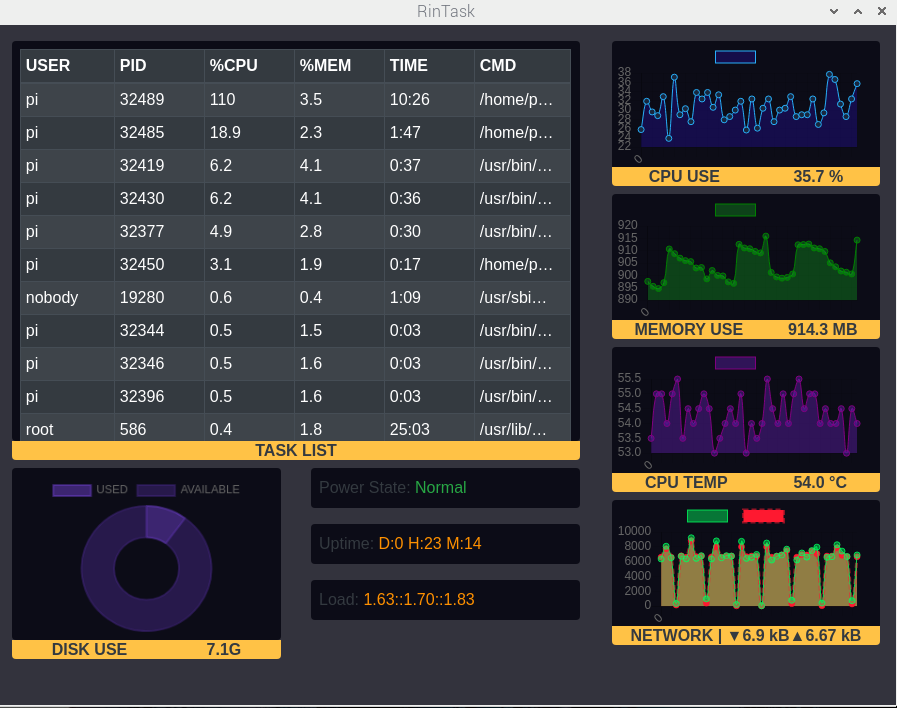 RinTask
USER PID %CPU %MEM TIME CMD
pi 32489 110 3.5 10:26 /home/p…
pi 32485 18.9 2.3 1:47 /home/p…
pi 32419 6.2 4.1 0:37 /usr/bin/…
pi 32430 6.2 4.1 0:36 /usr/bin/…
pi 32377 4.9 2.8 0:30 /usr/bin/…
pi 32450 3.1 1.9 0:17 /home/p…
nobody 19280 0.6 0.4 1:09 /usr/sbi…
pi 32344 0.5 1.5 0:03 /usr/bin/…
pi 32346 0.5 1.6 0:03 /usr/bin/…
pi 32396 0.5 1.6 0:03 /usr/bin/…
root 586 0.4 1.8 25:03 /usr/lib/…
TASK LIST
USED AVAILABLE
DISK USE 7.1G
Power State: Normal
Uptime: D:0 H:23 M:14
Load: 1.63::1.70::1.83
38
36
34
32
30
28
26
24
22
0
CPU USE 35.7 %
920
915
910
905
900
895
890
0
MEMORY USE 914.3 MB
55.5
55.0
54.5
54.0
53.5
53.0
0
CPU TEMP 54.0 °C
10000
8000
6000
4000
2000
0
0
NETWORK | ▼6.9 kB▲6.67 kB